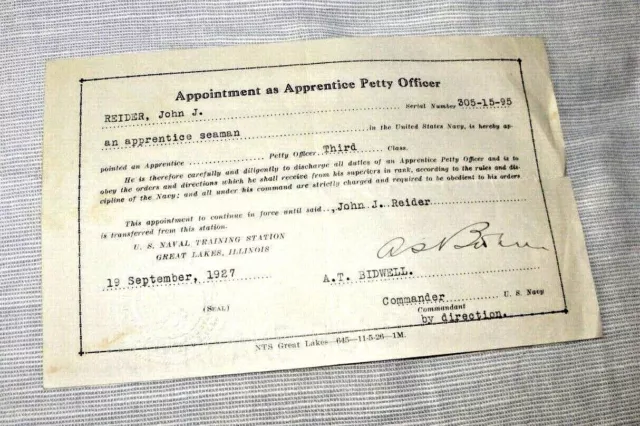 Appointment as Apprentice Petty Officer
REIDER, John J. Serial Number 305-15-95
an apprentice seaman in the United States Navy, is hereby ap-
pointed an Apprentice Petty Officer Third Class.
He is therefore carefully and diligently to discharge all duties of an Apprentice Petty Officer and is to
obey the orders and directions which he shall receive from his superiors in rank, according to the rules and dis-
cipline of the Navy; and all under his command are strictly charged and required to be obedient to his orders
This appointment to continue in force until said , John J. Reider
is transferred from this station.
U. S. NAVAL TRAINING STATION
GREAT LAKES, ILLINOIS
19 September, 1927
A.T. BIDWELL.
Commander U. S. Navy
(SEAL)
Commandant
by direction.
NTS Great Lakes—645—11-5-26—1M.